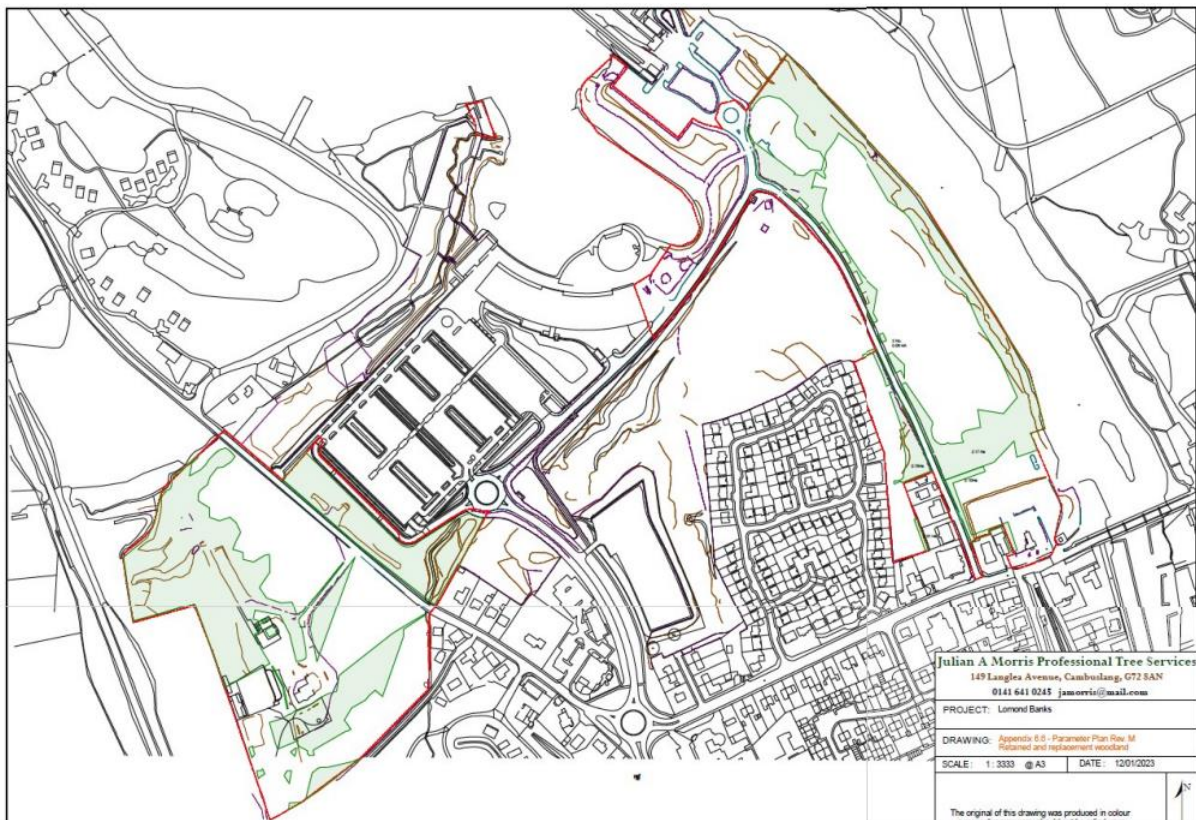 Julian A Morris Professional Tree Services
149 Langlea Avenue, Cambuslang, G72 8AN
0141 641 0245 jamorris@mail.com
PROJECT: Lomond Banks
DRAWING: Appendix 6.6 - Parameter Plan Rev. M
Retained and replacement woodland
SCALE : 1 : 3333 @ A3 DATE : 12/01/2023
N
The original of this drawing was produced in colour